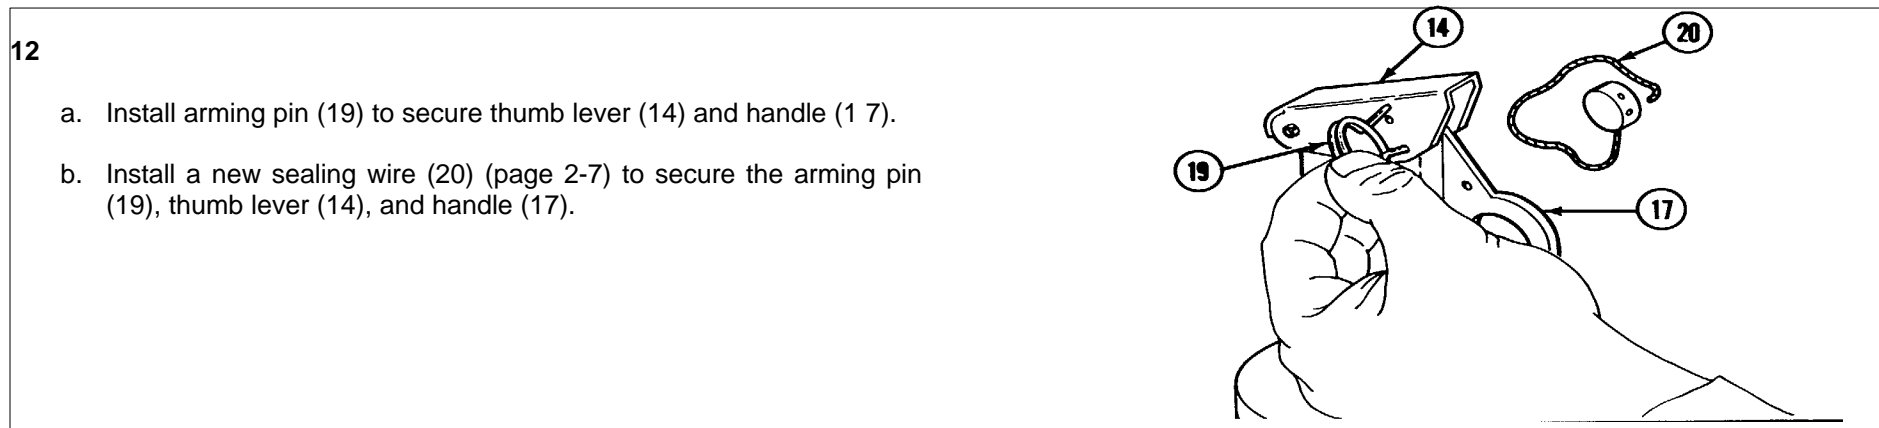 12
a. Install arming pin (19) to secure thumb lever (14) and handle (1 7).
b. Install a new sealing wire (20) (page 2-7) to secure the arming pin
(19), thumb lever (14), and handle (17).
14
20
19
17